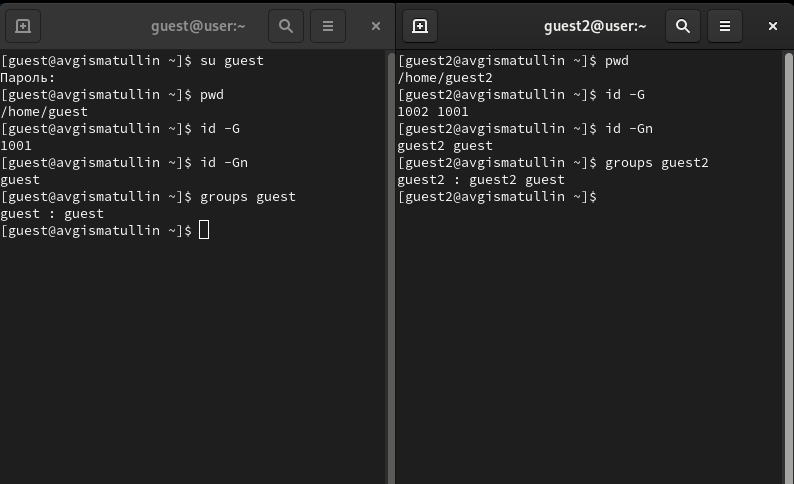 guest@user:~
[guest@avgismatullin ~]$ su guest
Пароль:
[guest@avgismatullin ~]$ pwd
/home/guest
[guest@avgismatullin ~]$ id -G
1001
[guest@avgismatullin ~]$ id -Gn
guest
[guest@avgismatullin ~]$ groups guest
guest : guest
[guest@avgismatullin ~]$
guest2@user:~
[guest2@avgismatullin ~]$ pwd
/home/guest2
[guest2@avgismatullin ~]$ id -G
1002 1001
[guest2@avgismatullin ~]$ id -Gn
guest2 guest
[guest2@avgismatullin ~]$ groups guest2
guest2 : guest2 guest
[guest2@avgismatullin ~]$